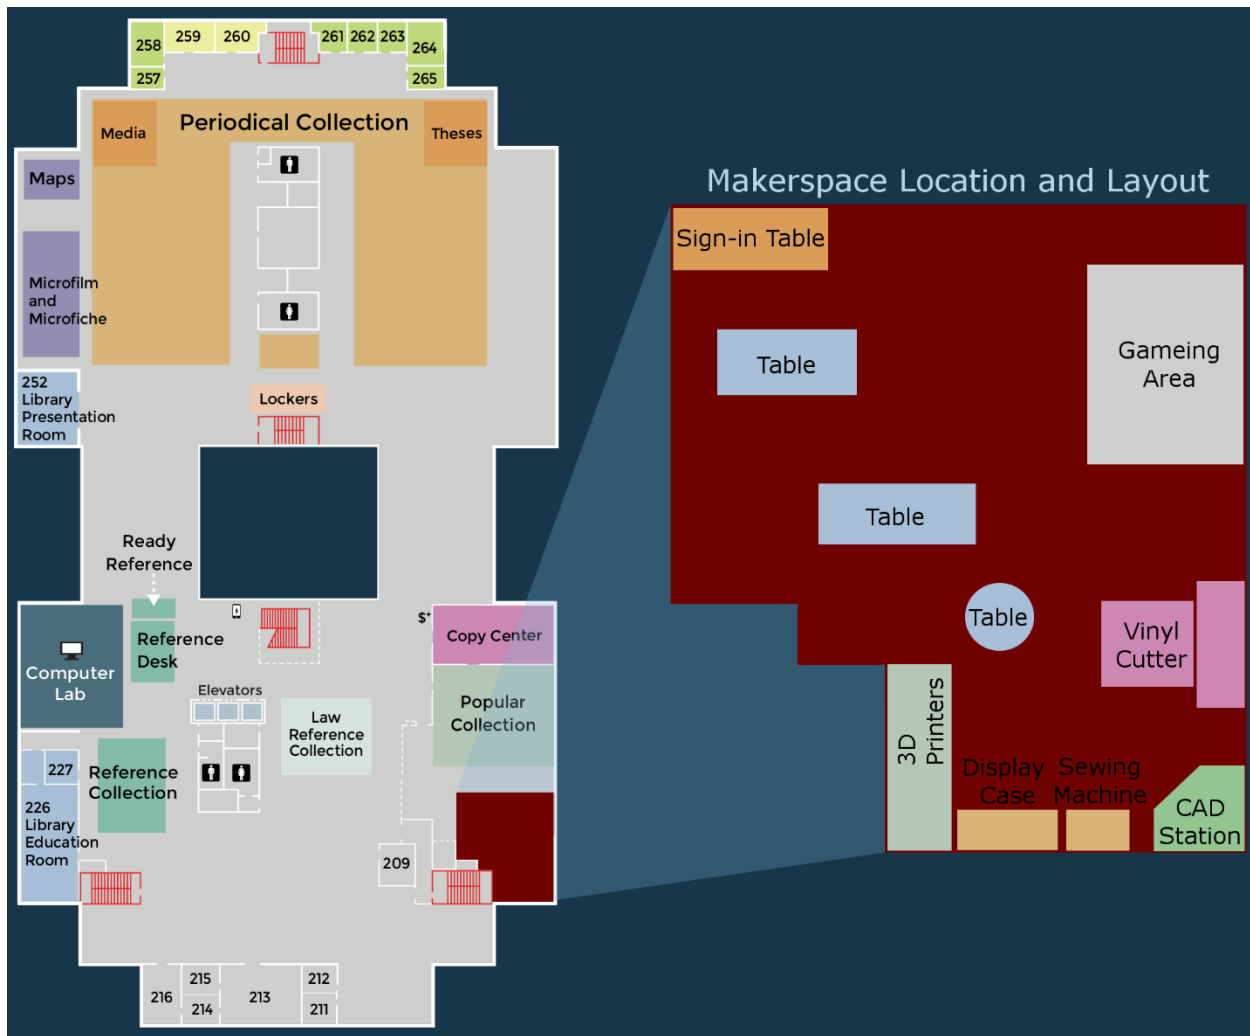 258
259
260
261
262
263
264
257
265
Media
Periodical Collection
Theses
Maps
Microfilm
and
Microfiche
252
Library
Presentation
Room
Lockers
Ready
Reference
Reference
Desk
Computer
Lab
$
Copy Center
Elevators
Popular
Collection
Law
Reference
Collection
227
Reference
Collection
226
Library
Education
Room
209
215
212
216
213
214
211
Makerspace Location and Layout
Sign-in Table
Gameing
Area
Table
Table
Table
Vinyl
Cutter
3D
Printers
Display
Case
Sewing
Machine
CAD
Station